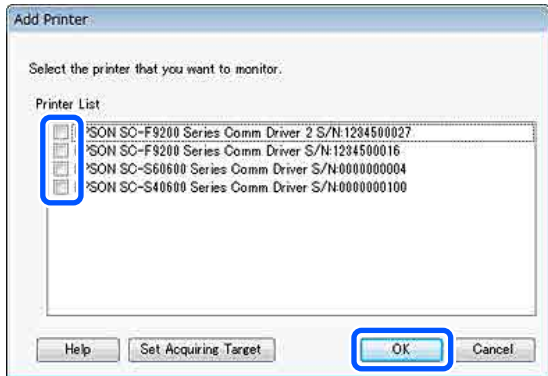 Add Printer
Select the printer that you want to monitor.
Printer List
PSON SC-F9200 Series Comm Driver 2 S/N:1234500027
PSON SC-F9200 Series Comm Driver S/N:1234500016
PSON SC-S60600 Series Comm Driver S/N:0000000004
PSON SC-S40600 Series Comm Driver S/N:0000000100
Help Set Acquiring Target OK Cancel